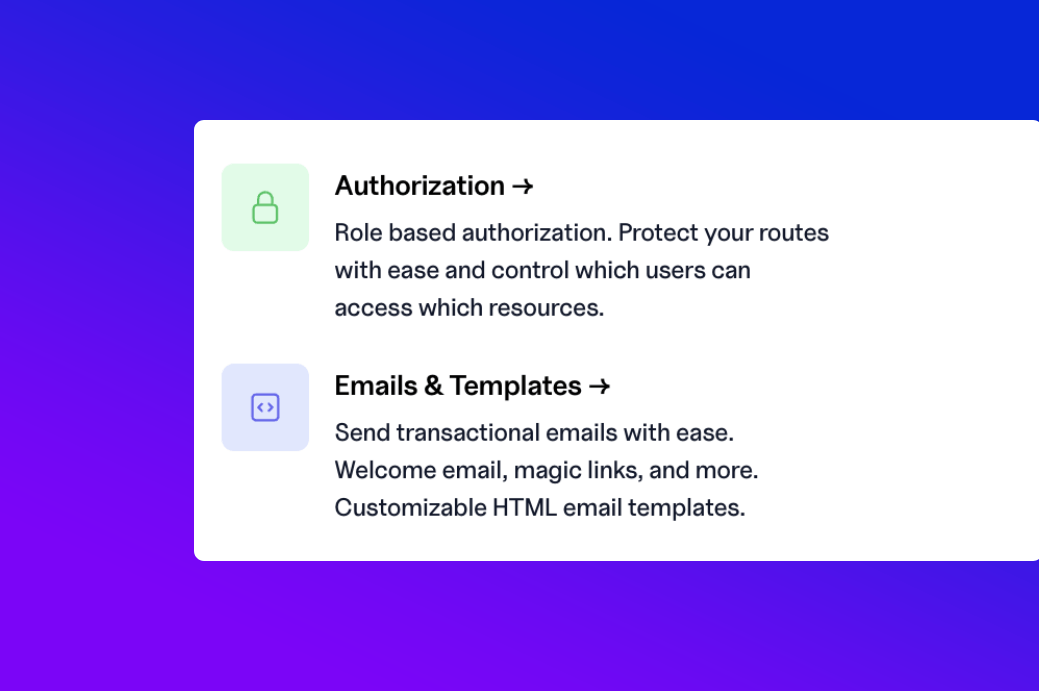 Authorization →
Role based authorization. Protect your routes
with ease and control which users can
access which resources.
Emails & Templates →
Send transactional emails with ease.
Welcome email, magic links, and more.
Customizable HTML email templates.